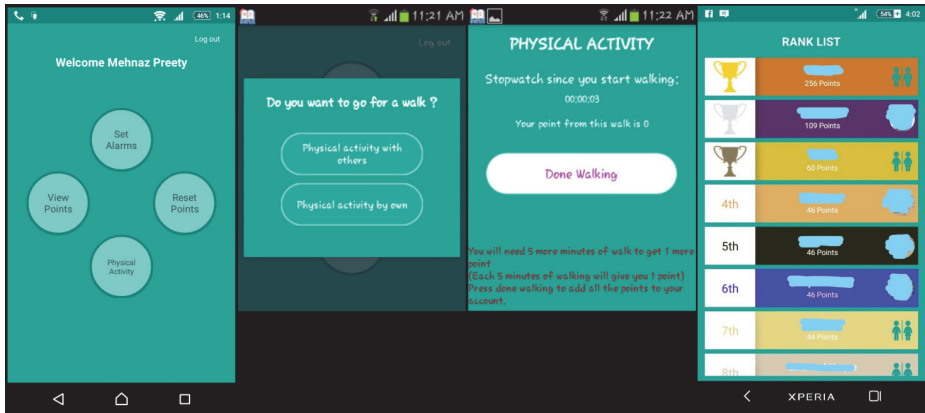 46% 1:14
Log out
Welcome Mehnaz Preety
Set
Alarms
View
Points
Reset
Points
Physical
Activity
11:21 AM
Log out
Do you want to go for a walk ?
Physical activity with
others
Physical activity by own
11:22 AM
PHYSICAL ACTIVITY
Stopwatch since you start walking:
00:00:03
Your point from this walk is 0
Done Walking
You will need 5 more minutes of walk to get 1 more
point
(Each 5 minutes of walking will give you 1 point)
Press done walking to add all the points to your
account.
54% 4:02
RANK LIST
256 Points
109 Points
60 Points
4th
46 Points
5th
46 Points
6th
46 Points
7th
44 Points
8th
XPERIA